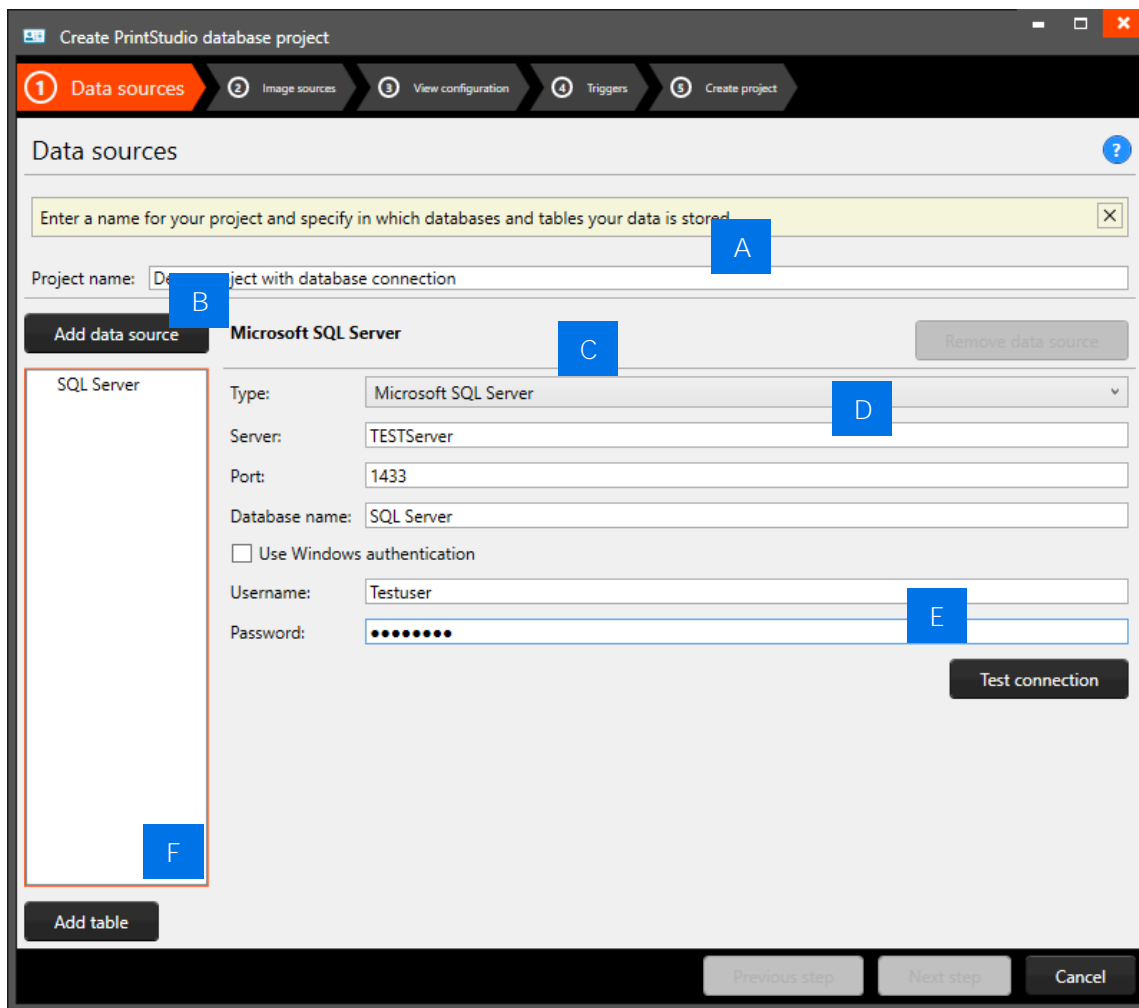 Create PrintStudio database project
1 Data sources
2 Image sources
3 View configuration
4 Triggers
5 Create project
Data sources
?
Enter a name for your project and specify in which databases and tables your data is stored
A
Project name:
with database connection
B
Add data source
Microsoft SQL Server
C
Remove data source
SQL Server
Type:
Microsoft SQL Server
D
Server:
TESTServer
Port:
1433
Database name:
SQL Server
Use Windows authentication
Username:
Testuser
E
Password:
••••••••
Test connection
F
Add table
Previous step
Next step
Cancel